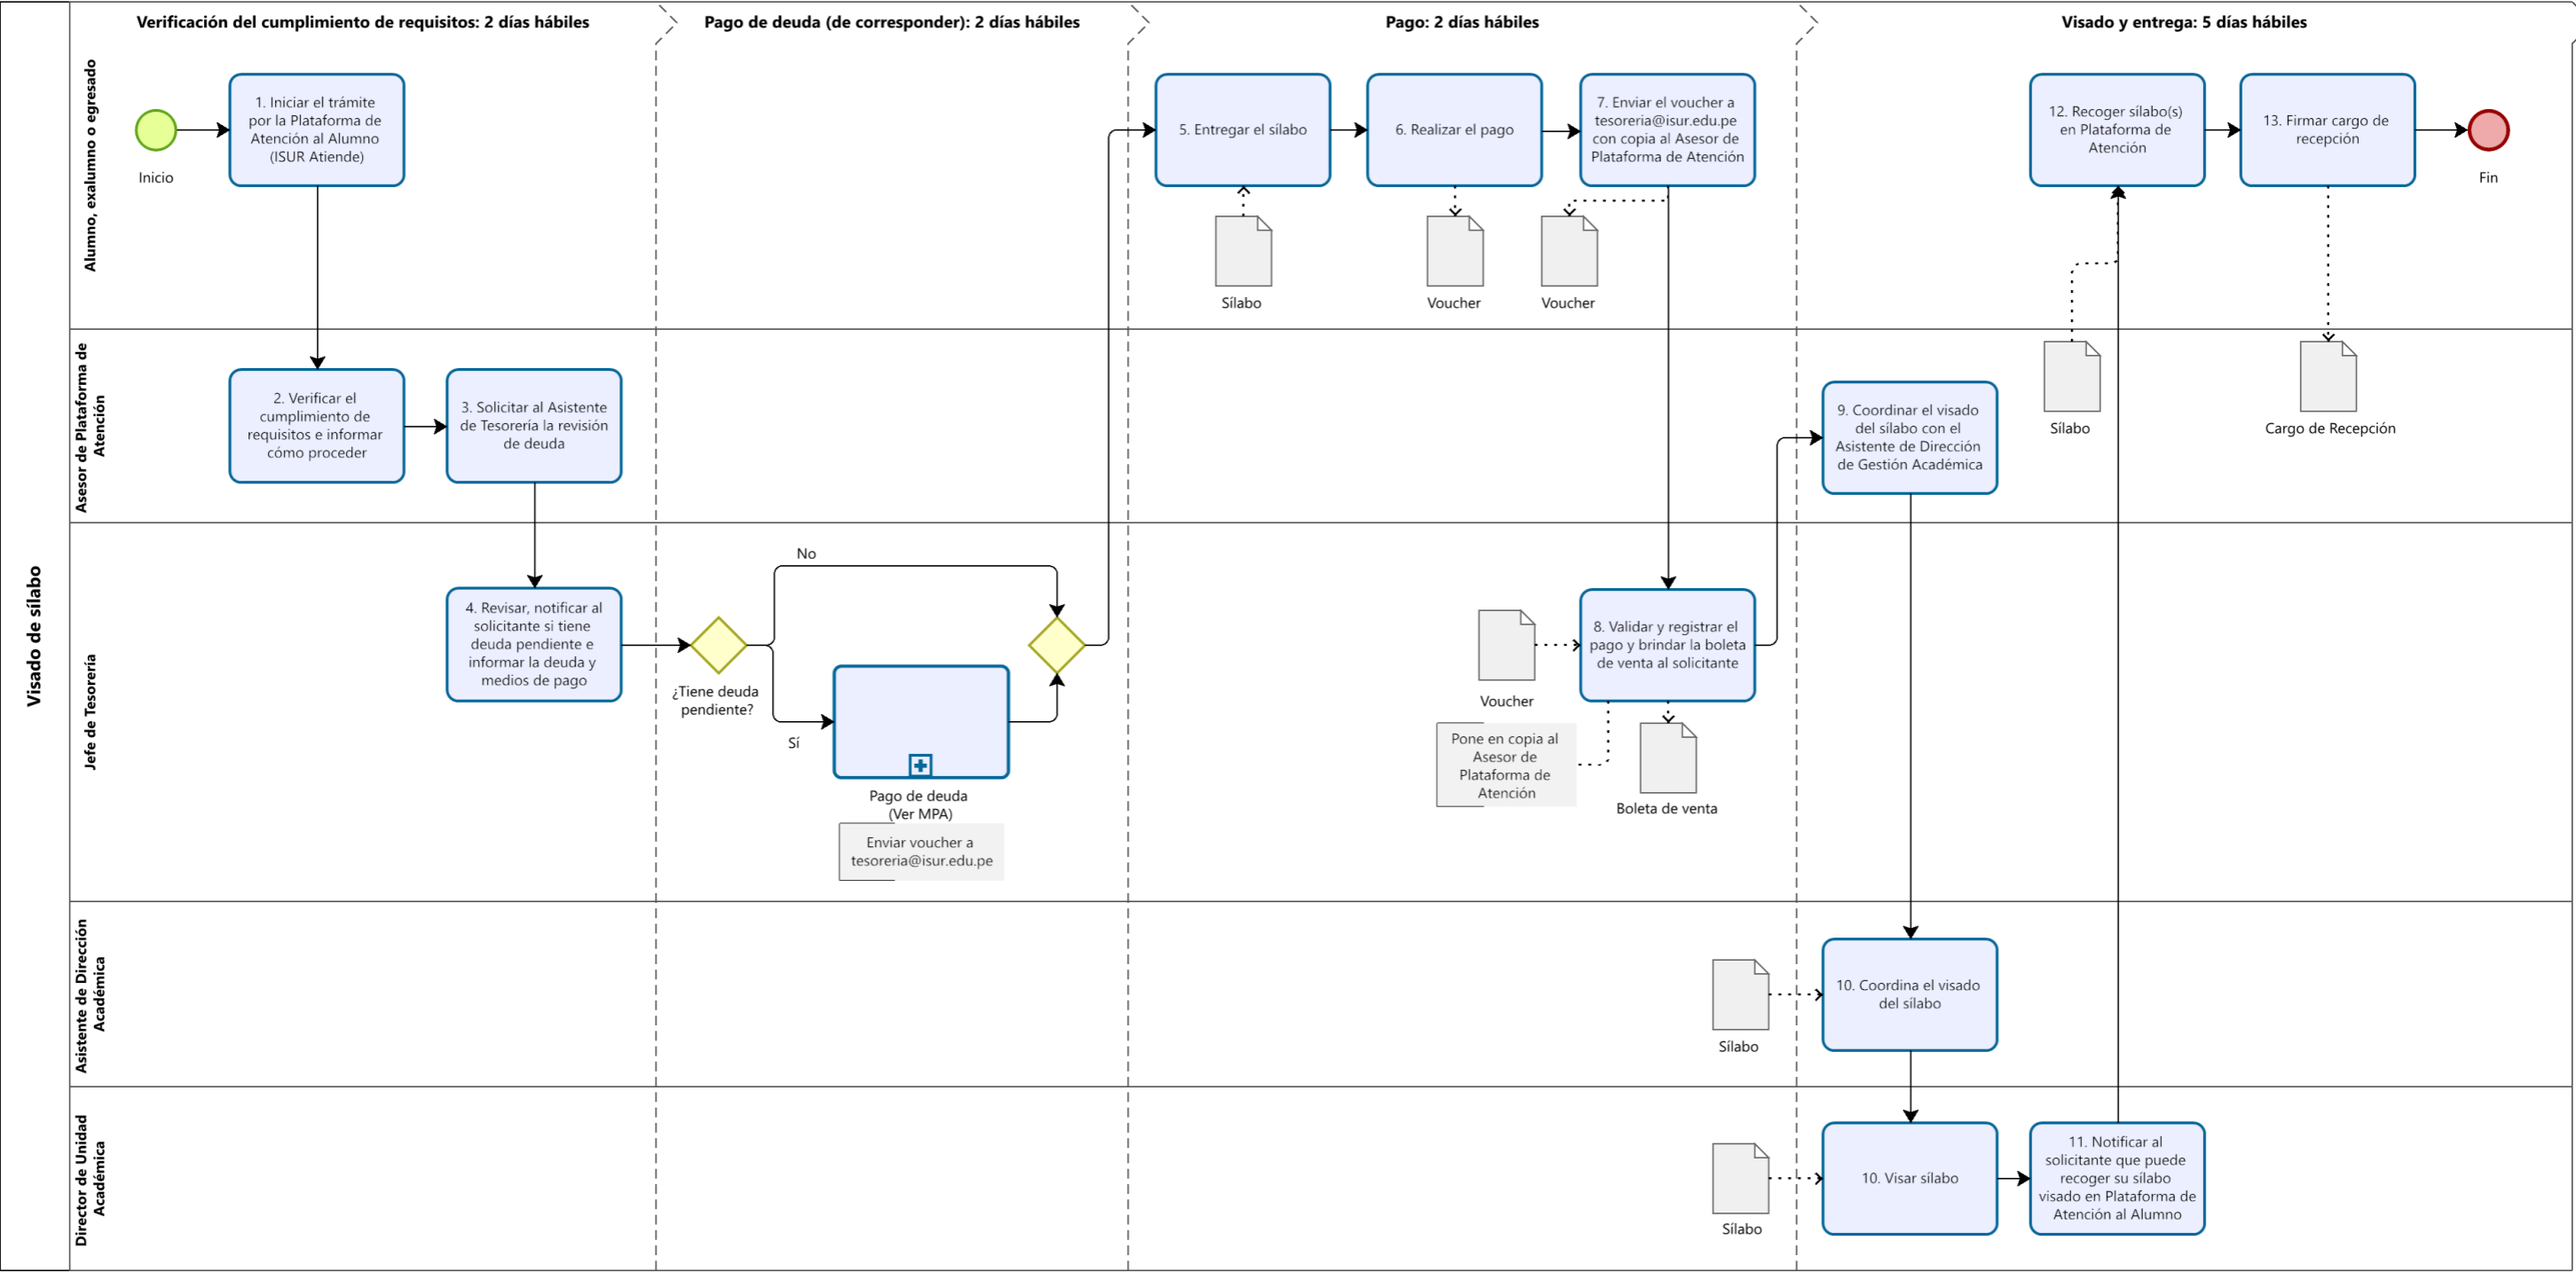 Verificación del cumplimiento de requisitos: 2 días hábiles
Pago de deuda (de corresponder): 2 días hábiles
Pago: 2 días hábiles
Visado y entrega: 5 días hábiles
Visado de sílabo
Alumno, exalumno o egresado
Inicio
1. Iniciar el trámite
por la Plataforma de
Atención al Alumno
(ISUR Atiende)
5. Entregar el sílabo
6. Realizar el pago
7. Enviar el voucher a
tesoreria@isur.edu.pe
con copia al Asesor de
Plataforma de Atención
12. Recoger sílabo(s)
en Plataforma de
Atención
13. Firmar cargo de
recepción
Fin
Sílabo
Voucher
Voucher
Asesor de Plataforma de
Atención
2. Verificar el
cumplimiento de
requisitos e informar
cómo proceder
3. Solicitar al Asistente
de Tesorería la revisión
de deuda
9. Coordinar el visado
del sílabo con el
Asistente de Dirección
de Gestión Académica
Sílabo
Cargo de Recepción
Jefe de Tesorería
4. Revisar, notificar al
solicitante si tiene
deuda pendiente e
informar la deuda y
medios de pago
¿Tiene deuda
pendiente?
No
Sí
Pago de deuda
(Ver MPA)
Enviar voucher a
tesoreria@isur.edu.pe
Voucher
8. Validar y registrar el
pago y brindar la boleta
de venta al solicitante
Pone en copia al
Asesor de
Plataforma de
Atención
Boleta de venta
Asistente de Dirección
Académica
Sílabo
10. Coordina el visado
del sílabo
Director de Unidad
Académica
Sílabo
10. Visar sílabo
11. Notificar al
solicitante que puede
recoger su sílabo
visado en Plataforma de
Atención al Alumno